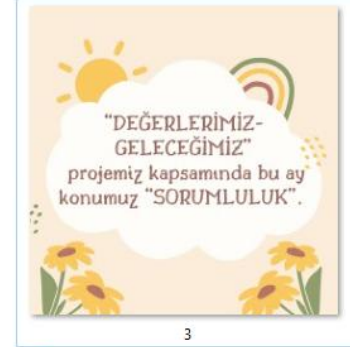 "DEĞERLERİMİZ-
GELECEĞİMİZ"
projemiz kapsamında bu ay
konumuz "SORUMLULUK".
3